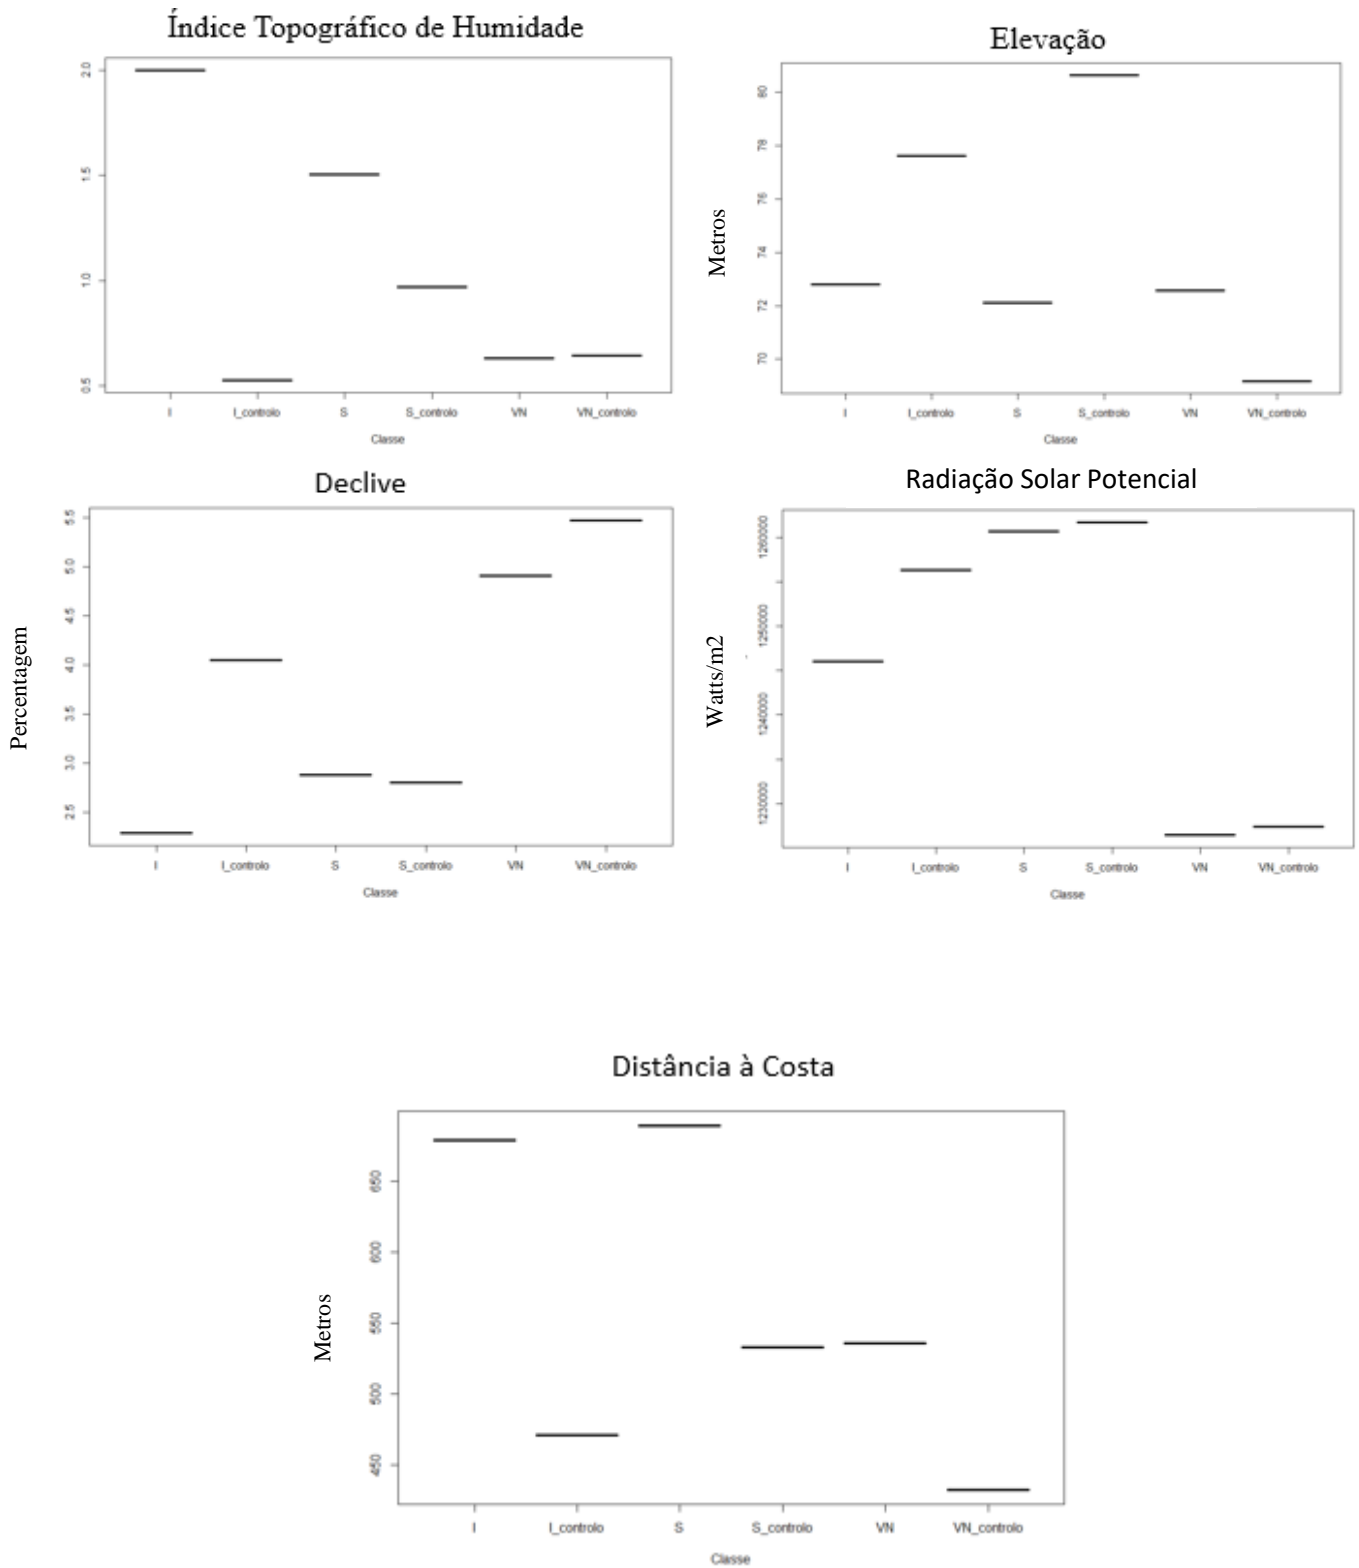 Índice Topográfico de Humidade
2.0
1.5
1.0
0.5
I I_controlo S S_controlo VN VN_controlo
Classe
Elevação
Metros
80
78
76
74
72
70
I I_controlo S S_controlo VN VN_controlo
Classe
Declive
Percentagem
5.5
5.0
4.5
4.0
3.5
3.0
2.5
I I_controlo S S_controlo VN VN_controlo
Classe
Radiação Solar Potencial
Watts/m2
1260000
1250000
1240000
1230000
I I_controlo S S_controlo VN VN_controlo
Classe
Distância à Costa
Metros
650
600
550
500
450
I I_controlo S S_controlo VN VN_controlo
Classe